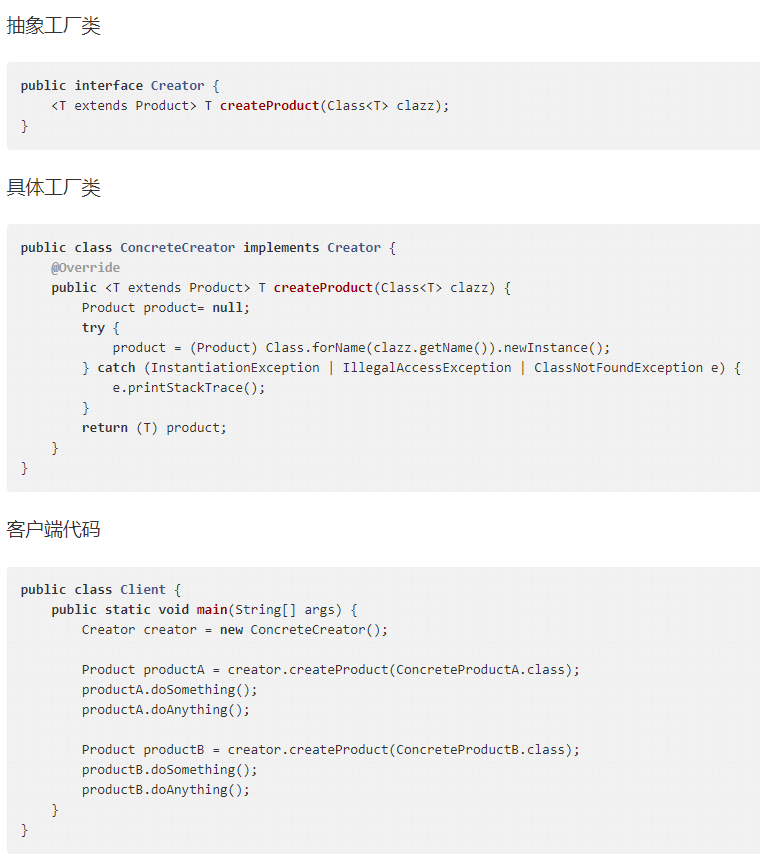 抽象工厂类
public interface Creator {
    <T extends Product> T createProduct(Class<T> clazz);
}
具体工厂类
public class ConcreteCreator implements Creator {
    @Override
    public <T extends Product> T createProduct(Class<T> clazz) {
        Product product= null;
        try {
            product = (Product) Class.forName(clazz.getName()).newInstance();
        } catch (InstantiationException | IllegalAccessException | ClassNotFoundException e) {
            e.printStackTrace();
        }
        return (T) product;
    }
}
客户端代码
public class Client {
    public static void main(String[] args) {
        Creator creator = new ConcreteCreator();

        Product productA = creator.createProduct(ConcreteProductA.class);
        productA.doSomething();
        productA.doAnything();

        Product productB = creator.createProduct(ConcreteProductB.class);
        productB.doSomething();
        productB.doAnything();
    }
}